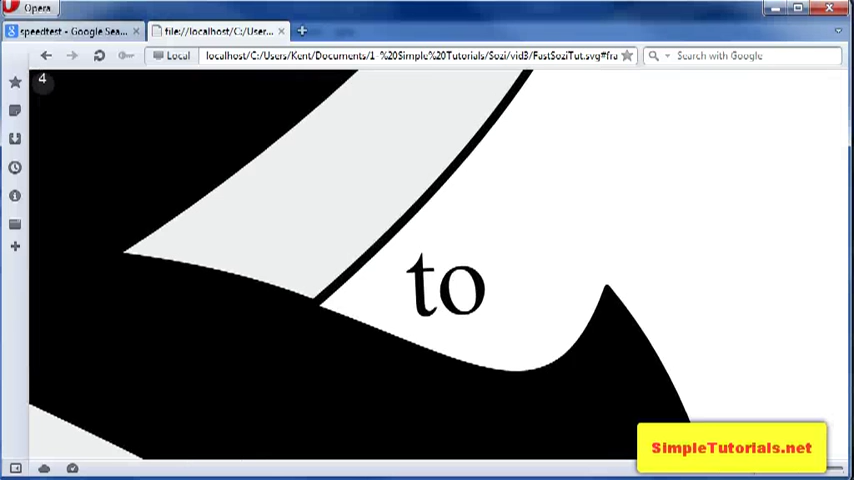 Opera
speedtest - Google Sea...
file://localhost/C:/User...
Local
localhost/C:/Users/Kent/Documents/1-%20Simple%20Tutorials/Sozi/vid3/FastSoziTut.svg#fra
Search with Google
4
to
SimpleTutorials.net